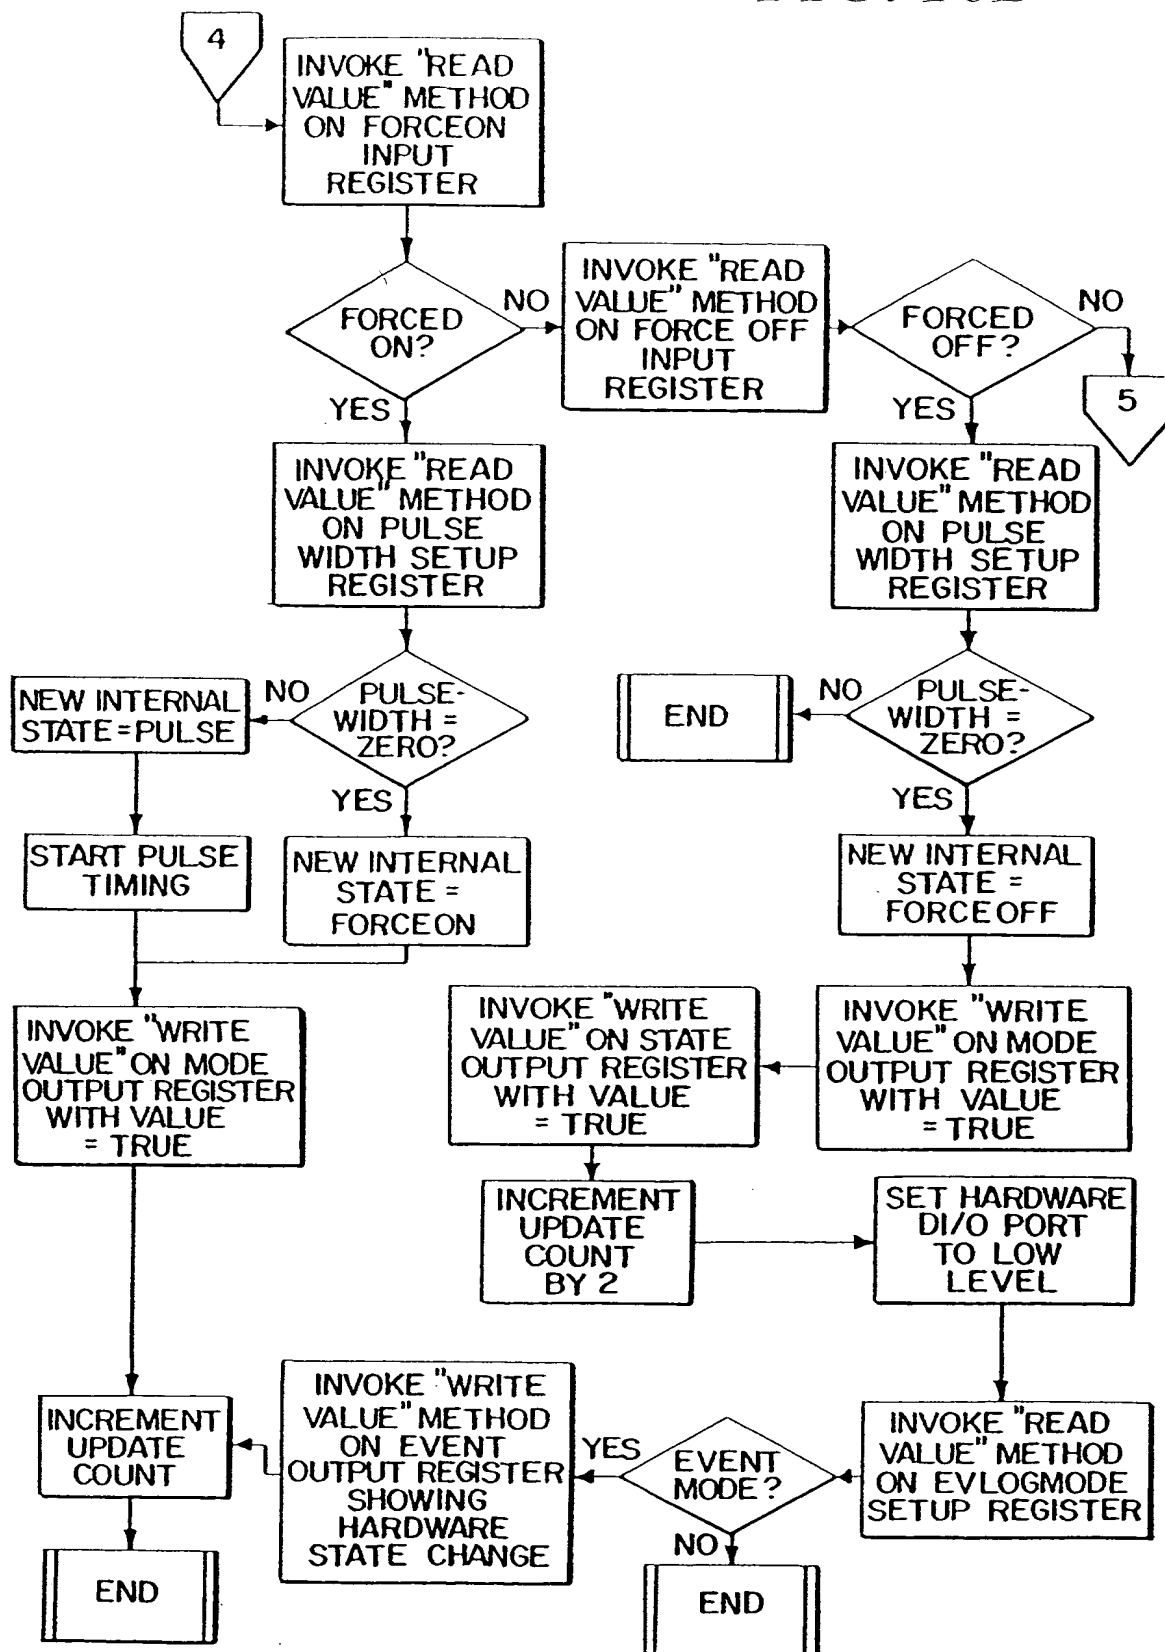 4
INVOKE "READ
VALUE" METHOD
ON FORCEON
INPUT
REGISTER
FORCED
ON?
NO
INVOKE "READ
VALUE" METHOD
ON FORCE OFF
INPUT
REGISTER
FORCED
OFF?
NO
5
YES
YES
INVOKE "READ
VALUE" METHOD
ON PULSE
WIDTH SETUP
REGISTER
INVOKE "READ
VALUE" METHOD
ON PULSE
WIDTH SETUP
REGISTER
NEW INTERNAL
STATE=PULSE
NO
PULSE-
WIDTH =
ZERO?
END
NO
PULSE-
WIDTH =
ZERO?
YES
YES
START PULSE
TIMING
NEW INTERNAL
STATE =
FORCEON
NEW INTERNAL
STATE =
FORCEOFF
INVOKE "WRITE
VALUE" ON MODE
OUTPUT REGISTER
WITH VALUE
= TRUE
INVOKE "WRITE
VALUE" ON STATE
OUTPUT REGISTER
WITH VALUE
= TRUE
INVOKE "WRITE
VALUE" ON MODE
OUTPUT REGISTER
WITH VALUE
= TRUE
INCREMENT
UPDATE
COUNT
BY 2
SET HARDWARE
DI/O PORT
TO LOW
LEVEL
INCREMENT
UPDATE
COUNT
INVOKE "WRITE
VALUE" METHOD
ON EVENT
OUTPUT REGISTER
SHOWING
HARDWARE
STATE CHANGE
YES
EVENT
MODE?
INVOKE "READ
VALUE" METHOD
ON EVLOGMODE
SETUP REGISTER
NO
END
END